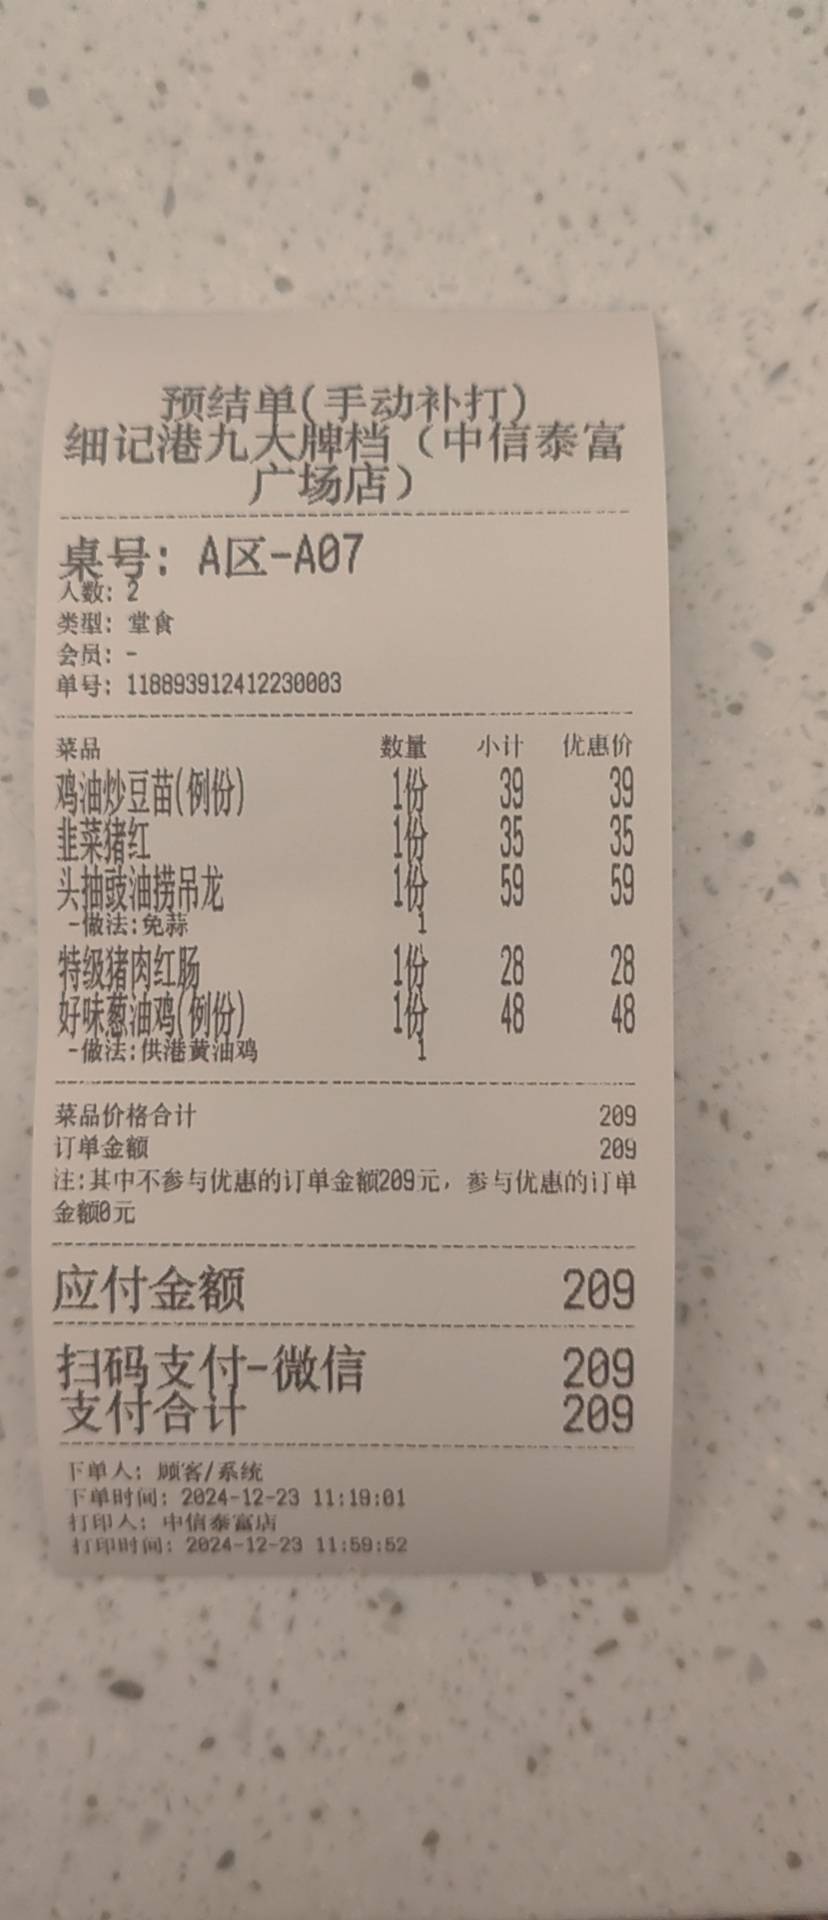 预结单(手动补打)
细记港九大牌档（中信泰富
广场店）
桌号: A区-A07
人数: 2
类型: 堂食
会员: -
单号: 118893912412230003
菜品 数量 小计 优惠价
鸡油炒豆苗(例份) 1份 39 39
韭菜猪红 1份 35 35
头抽豉油捞吊龙 1份 59 59
-做法:免蒜 1
特级猪肉红肠 1份 28 28
好味葱油鸡(例份) 1份 48 48
-做法:供港黄油鸡 1
菜品价格合计 209
订单金额 209
注:其中不参与优惠的订单金额209元，参与优惠的订单
金额0元
应付金额 209
扫码支付-微信 209
支付合计 209
下单人: 顾客/系统
下单时间: 2024-12-23 11:19:01
打印人: 中信泰富店
打印时间: 2024-12-23 11:59:52